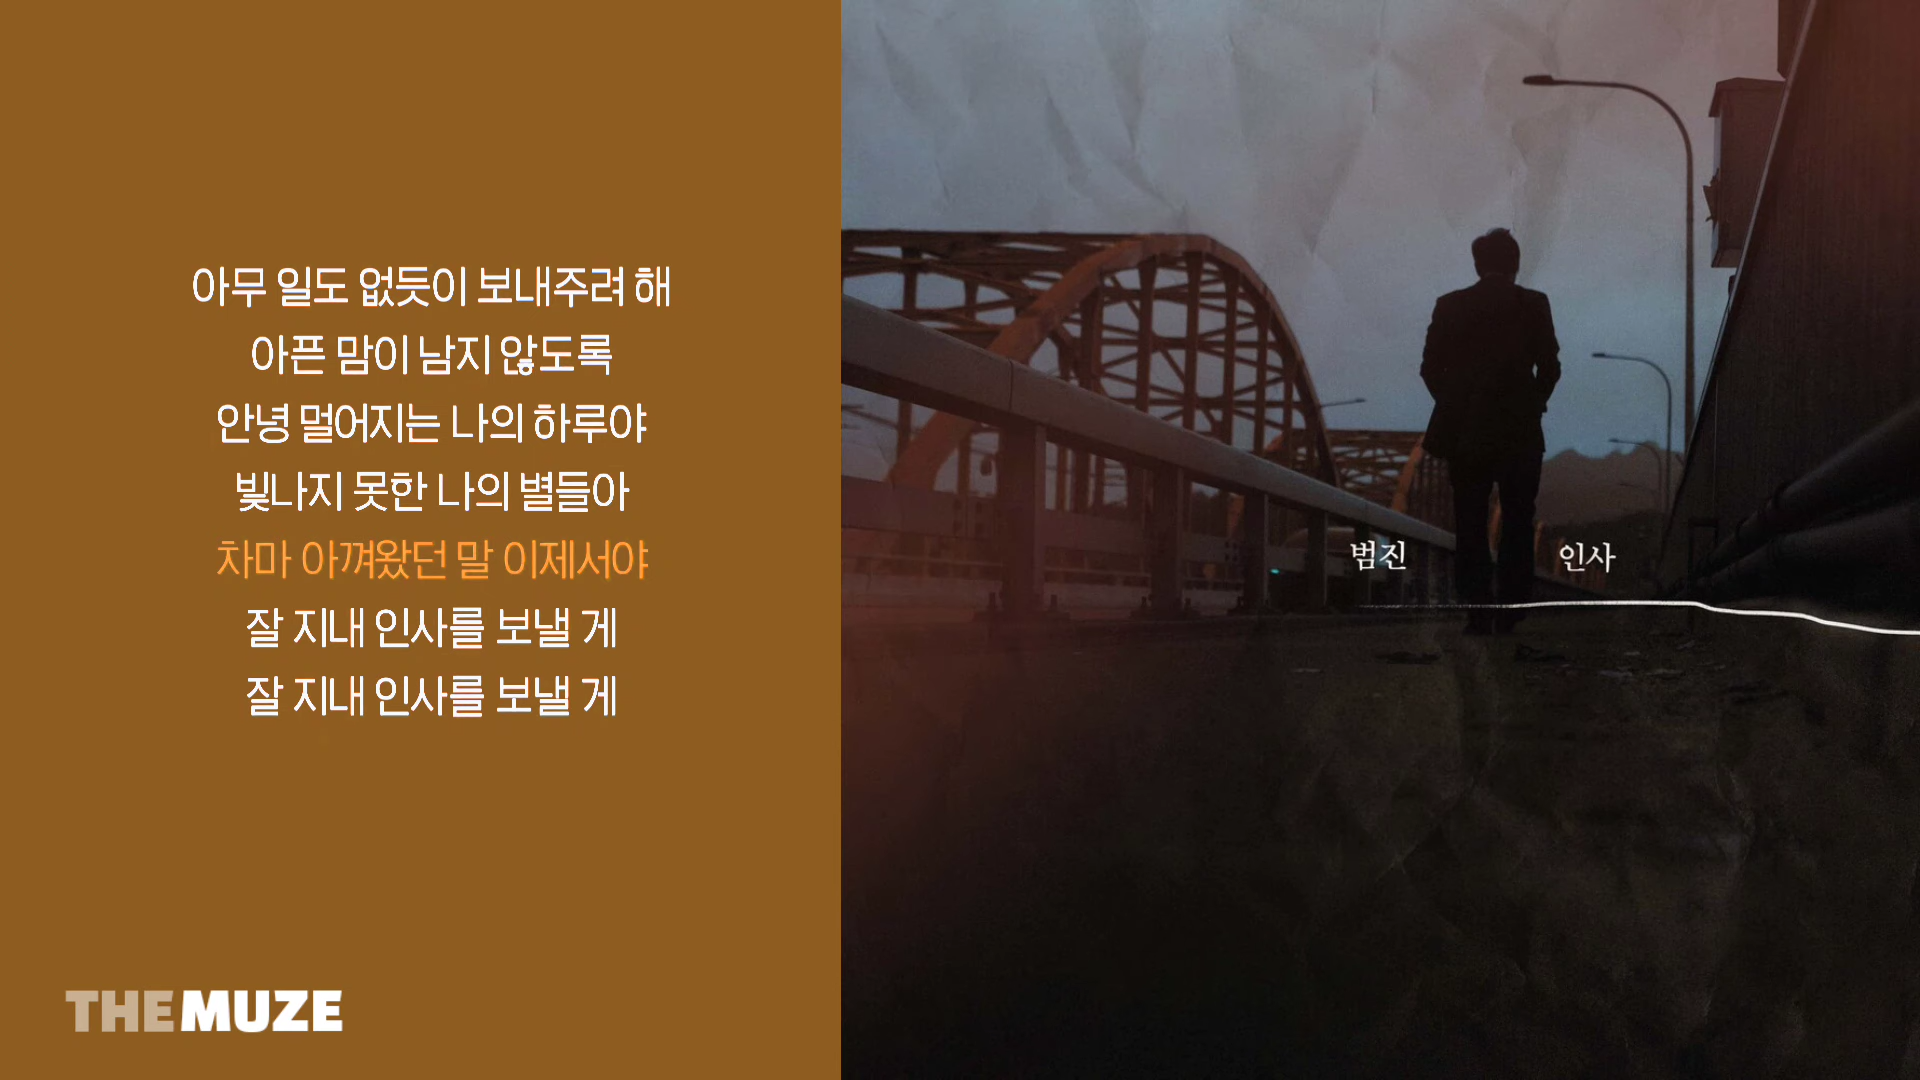 아무 일도 없듯이 보내주려 해
아픈 맘이 남지 않도록
안녕 멀어지는 나의 하루야
빛나지 못한 나의 별들아
차마 아껴왔던 말 이제서야
잘 지내 인사를 보낼 게
잘 지내 인사를 보낼 게
범진 인사
THEMUZE